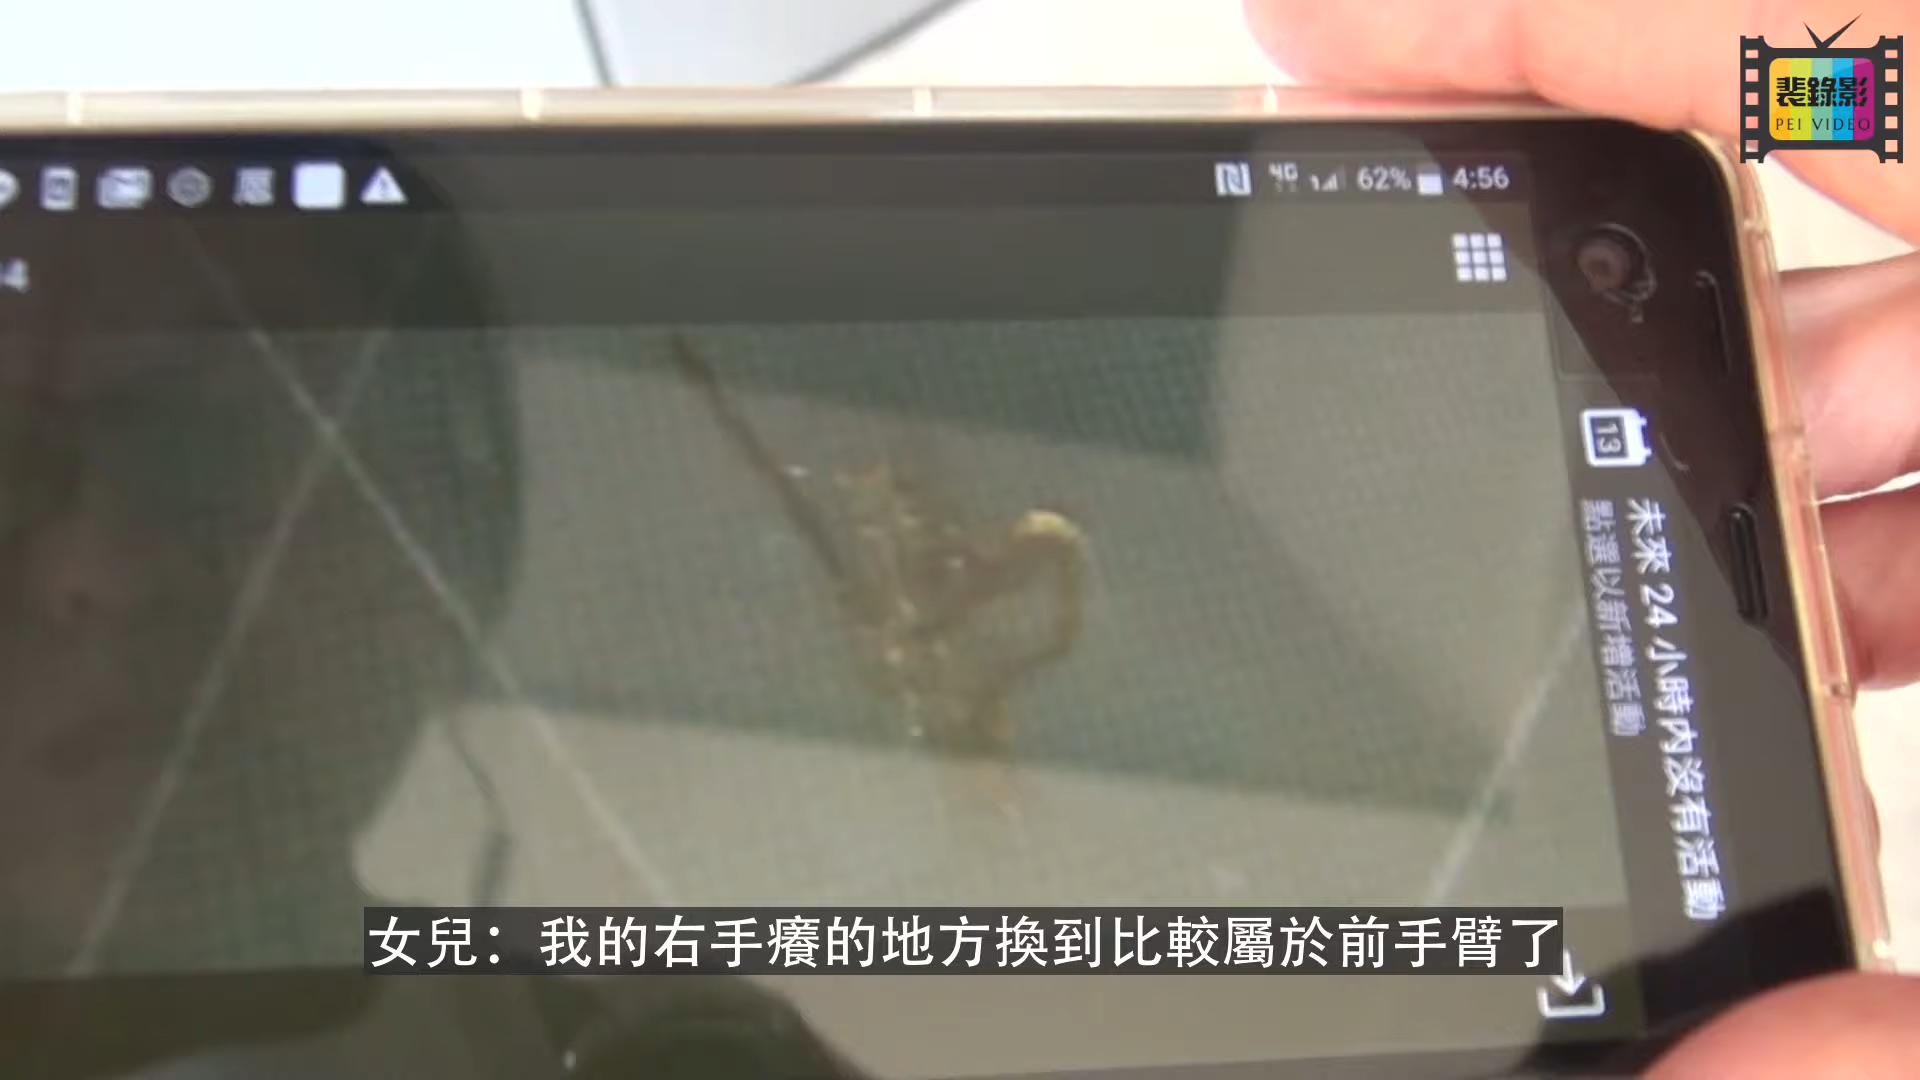 裴錄影
PEI VIDEO
4G 62% 4:56
13
未來 24 小時內沒有活動
點選以新增活動
女兒：我的右手癢的地方換到比較屬於前手臂了